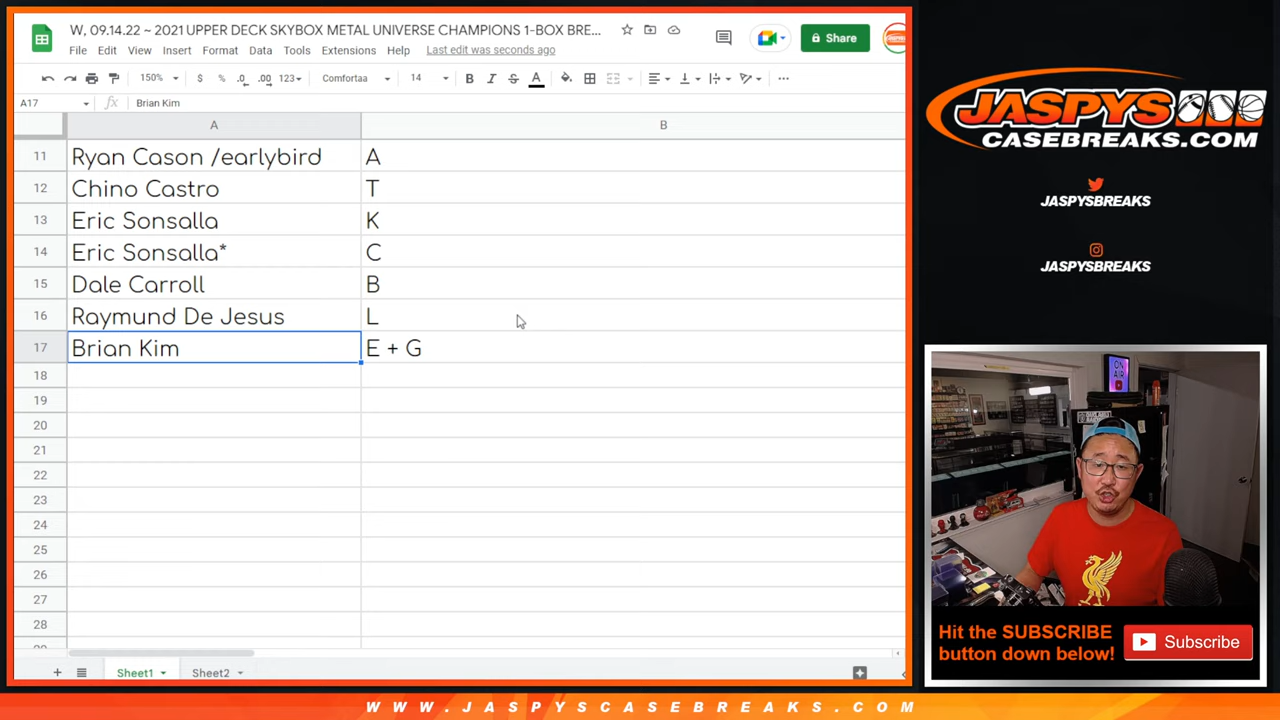 W, 09.14.22 ~ 2021 UPPER DECK SKYBOX METAL UNIVERSE CHAMPIONS 1-BOX BRE...
File Edit View Insert Format Data Tools Extensions Help Last edit was seconds ago
Share
150% $ % .0 .00 123 Comfortaa 14 B I S A
A17 fx Brian Kim
A B
11 Ryan Cason /earlybird A
12 Chino Castro T
13 Eric Sonsalla K
14 Eric Sonsalla* C
15 Dale Carroll B
16 Raymund De Jesus L
17 Brian Kim E + G
18
19
20
21
22
23
24
25
26
27
28
Sheet1 Sheet2
JASPYS
CASEBREAKS.COM
JASPYSBREAKS
JASPYSBREAKS
ON
AIR
Hit the SUBSCRIBE
button down below!
Subscribe
WWW.JASPYSCASEBREAKS.COM